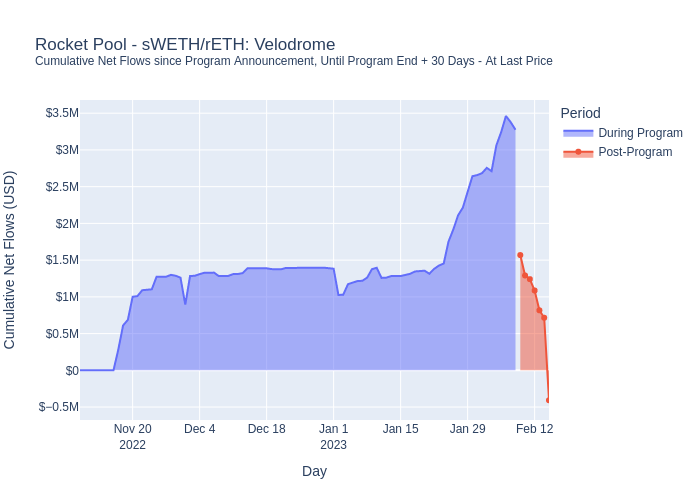 Rocket Pool - sWETH/rETH: Velodrome
Cumulative Net Flows since Program Announcement, Until Program End + 30 Days - At Last Price
Period
During Program
Post-Program
Cumulative Net Flows (USD)
$3.5M
$3M
$2.5M
$2M
$1.5M
$1M
$0.5M
$0
$−0.5M
Nov 20
2022
Dec 4
Dec 18
Jan 1
2023
Jan 15
Jan 29
Feb 12
Day